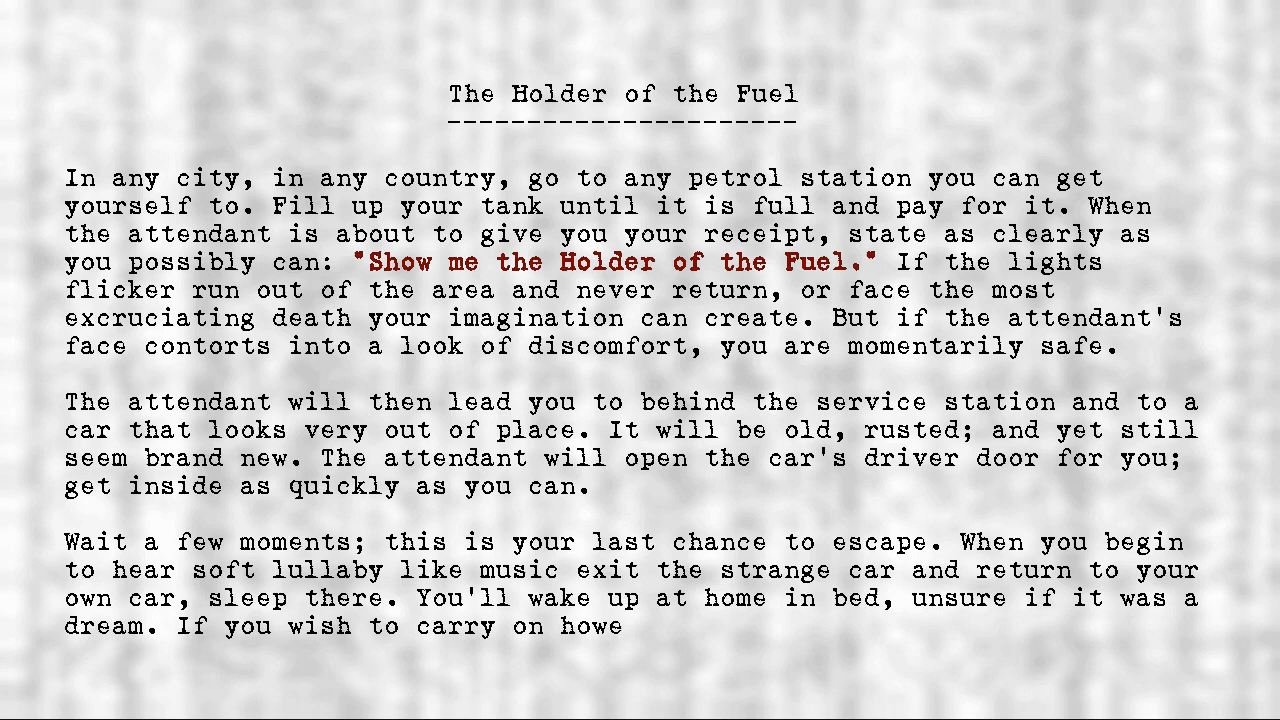 The Holder of the Fuel
----------------------
In any city, in any country, go to any petrol station you can get
yourself to. Fill up your tank until it is full and pay for it. When
the attendant is about to give you your receipt, state as clearly as
you possibly can: "Show me the Holder of the Fuel." If the lights
flicker run out of the area and never return, or face the most
excruciating death your imagination can create. But if the attendant's
face contorts into a look of discomfort, you are momentarily safe.
The attendant will then lead you to behind the service station and to a
car that looks very out of place. It will be old, rusted; and yet still
seem brand new. The attendant will open the car's driver door for you;
get inside as quickly as you can.
Wait a few moments; this is your last chance to escape. When you begin
to hear soft lullaby like music exit the strange car and return to your
own car, sleep there. You'll wake up at home in bed, unsure if it was a
dream. If you wish to carry on howe